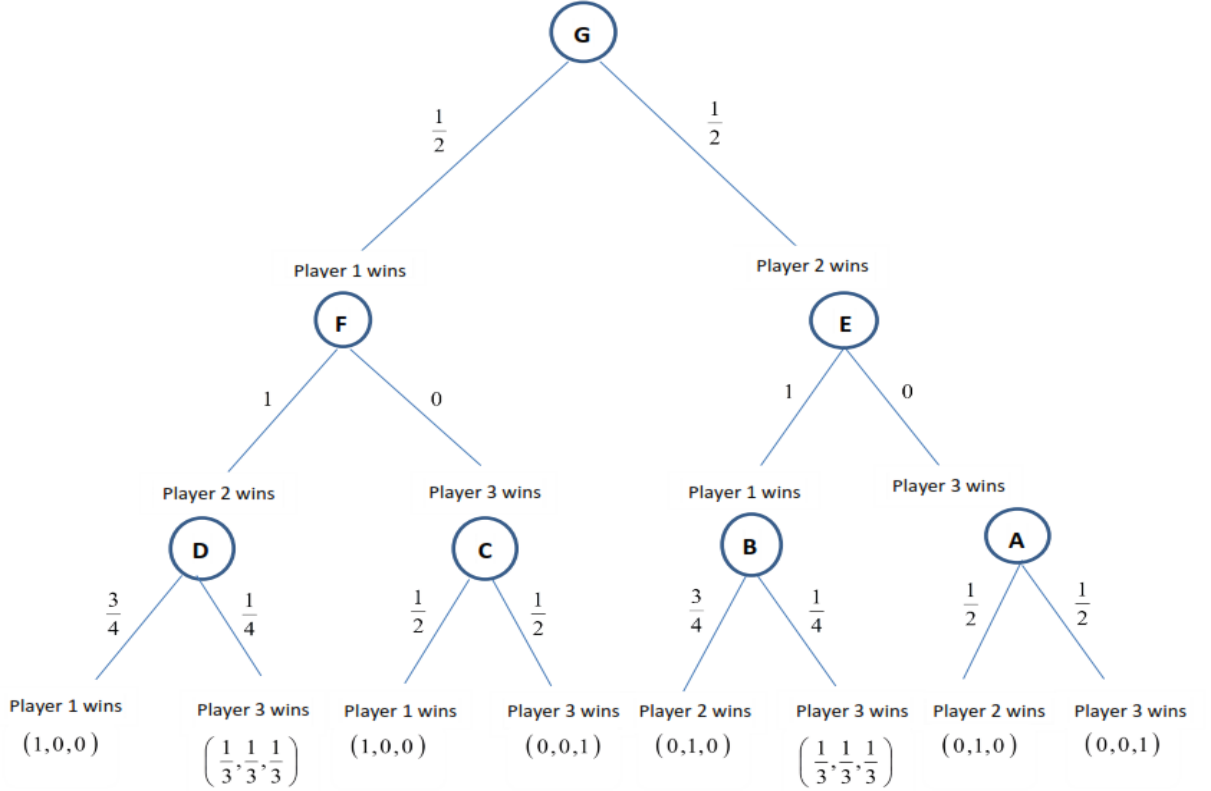 G
1/2 1/2
Player 1 wins Player 2 wins
F E
1 0 1 0
Player 2 wins Player 3 wins Player 1 wins Player 3 wins
D C B A
3/4 1/4 1/2 1/2 3/4 1/4 1/2 1/2
Player 1 wins Player 3 wins Player 1 wins Player 3 wins Player 2 wins Player 3 wins Player 2 wins Player 3 wins
(1,0,0) (1/3,1/3,1/3) (1,0,0) (0,0,1) (0,1,0) (1/3,1/3,1/3) (0,1,0) (0,0,1)